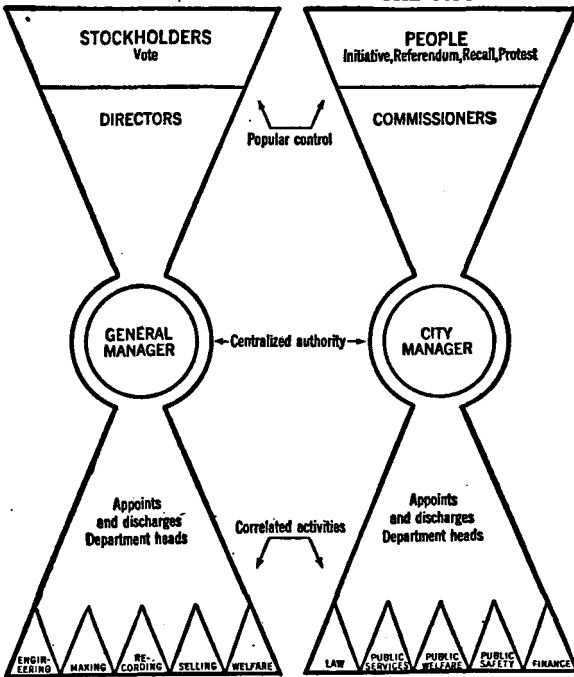 STOCKHOLDERS
Vote
DIRECTORS
PEOPLE
Initiative, Referendum, Recall, Protest
COMMISSIONERS
Popular control
GENERAL
MANAGER
Centralized authority
CITY
MANAGER
Appoints
and discharges
Department heads
Correlated activities
Appoints
and discharges
Department heads
ENGIN-
EERING
MAKING
RE-
CORDING
SELLING
WELFARE
LAW
PUBLIC
SERVICES
PUBLIC
WELFARE
PUBLIC
SAFETY
FINANCE